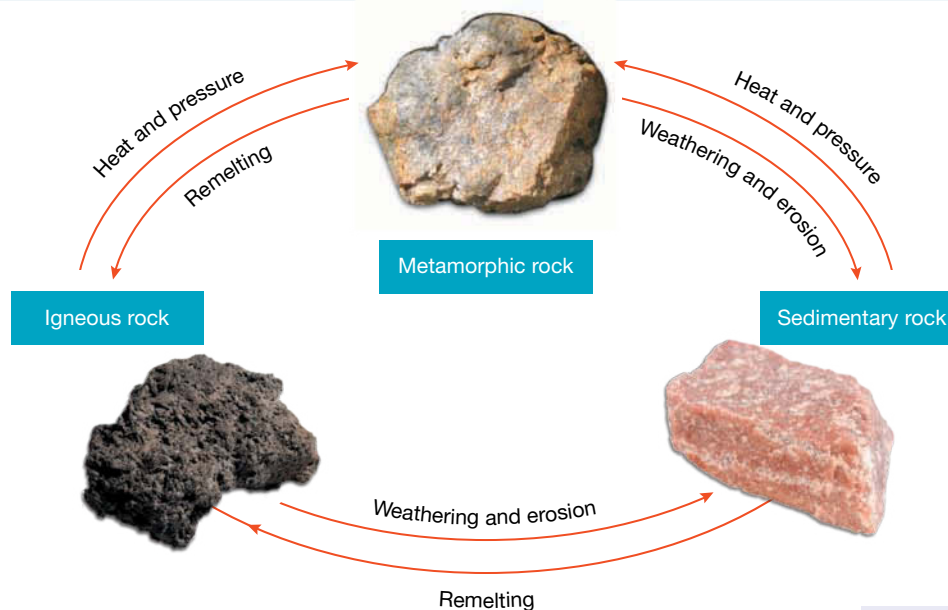 Heat and pressure
Remelting
Heat and pressure
Weathering and erosion
Metamorphic rock
Igneous rock
Sedimentary rock
Weathering and erosion
Remelting